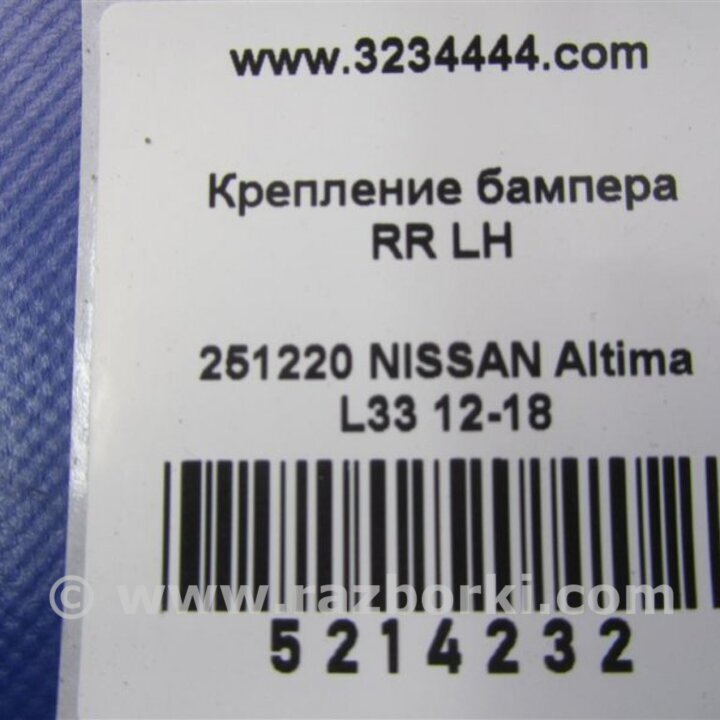 www.3234444.com
Крепление бампера
RR LH
251220 NISSAN Altima
L33 12-18
© www.razborki.com
5214232